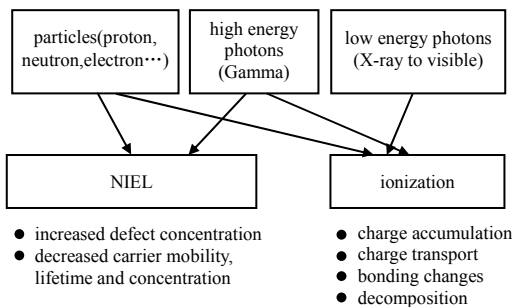 particles(proton,
neutron,electron⋯)
high energy
photons
(Gamma)
low energy photons
(X-ray to visible)
NIEL
ionization
● increased defect concentration
● decreased carrier mobility,
lifetime and concentration
● charge accumulation
● charge transport
● bonding changes
● decomposition